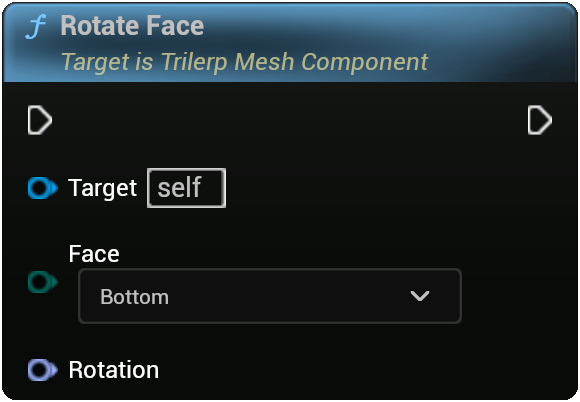 Rotate Face
Target is Trilerp Mesh Component
Target self
Face
Bottom
Rotation